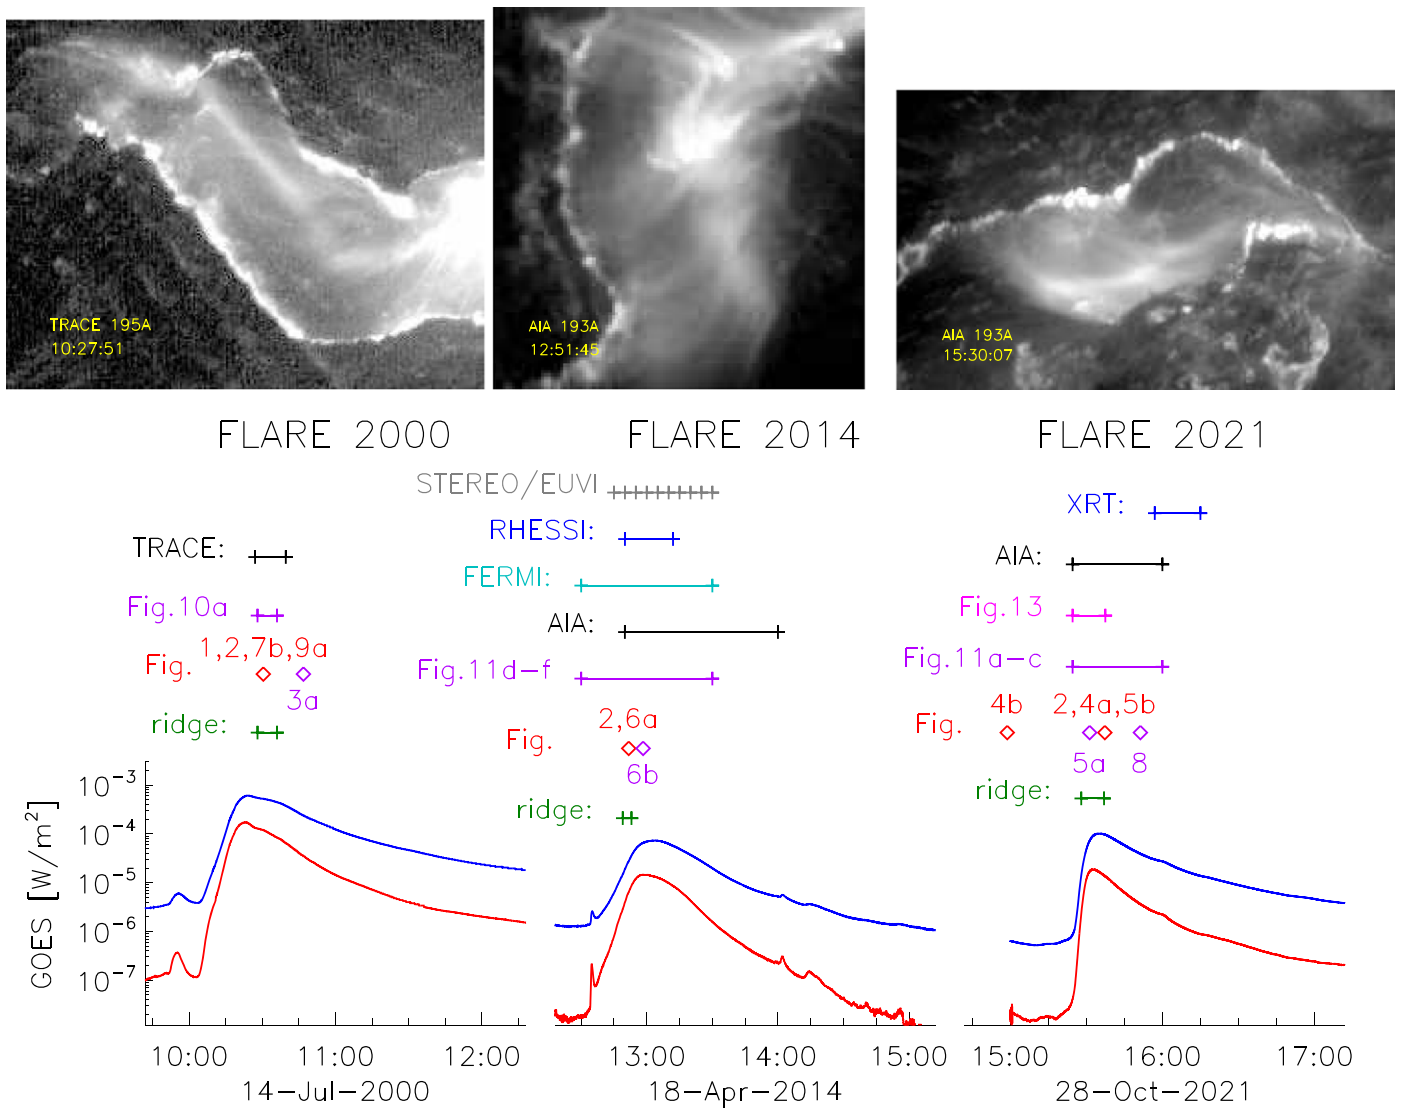 TRACE 195A
10:27:51
AIA 193A
12:51:45
AIA 193A
15:30:07
FLARE 2000
FLARE 2014
FLARE 2021
TRACE:
Fig.10a
1,2,7b,9a
Fig.
3a
ridge:
STEREO/EUVI
RHESSI:
FERMI:
AIA:
Fig.11d-f
2,6a
Fig.
6b
ridge:
XRT:
AIA:
Fig.13
Fig.11a-c
4b 2,4a,5b
Fig.
5a 8
ridge:
GOES [W/m²]
10⁻³
10⁻⁴
10⁻⁵
10⁻⁶
10⁻⁷
10:00 11:00 12:00
14-Jul-2000
13:00 14:00 15:00
18-Apr-2014
15:00 16:00 17:00
28-Oct-2021